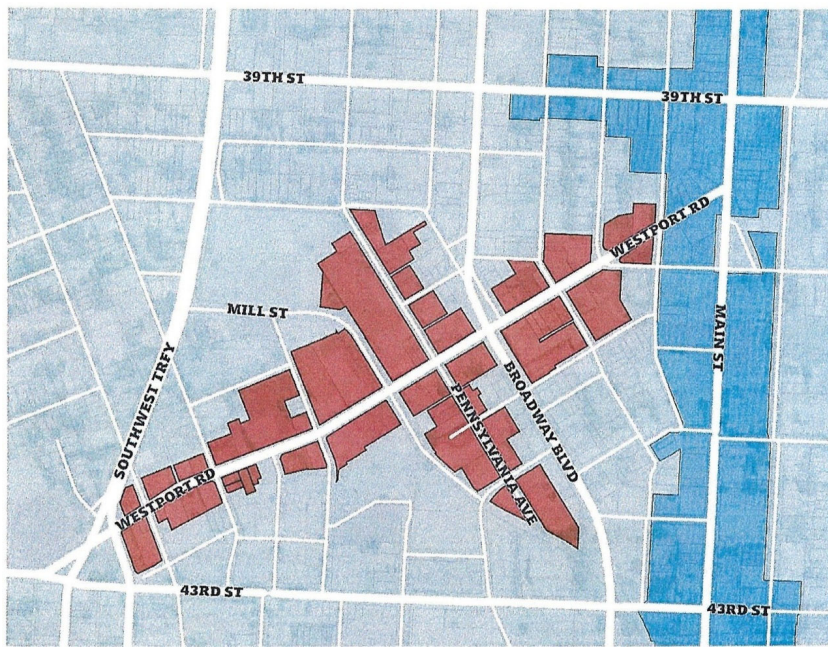 39TH ST
39TH ST
WESTPORT RD
MILL ST
MAIN ST
SOUTHWEST TRFY
BROADWAY BLVD
PENNSYLVANIA AVE
WESTPORT RD
43RD ST
43RD ST